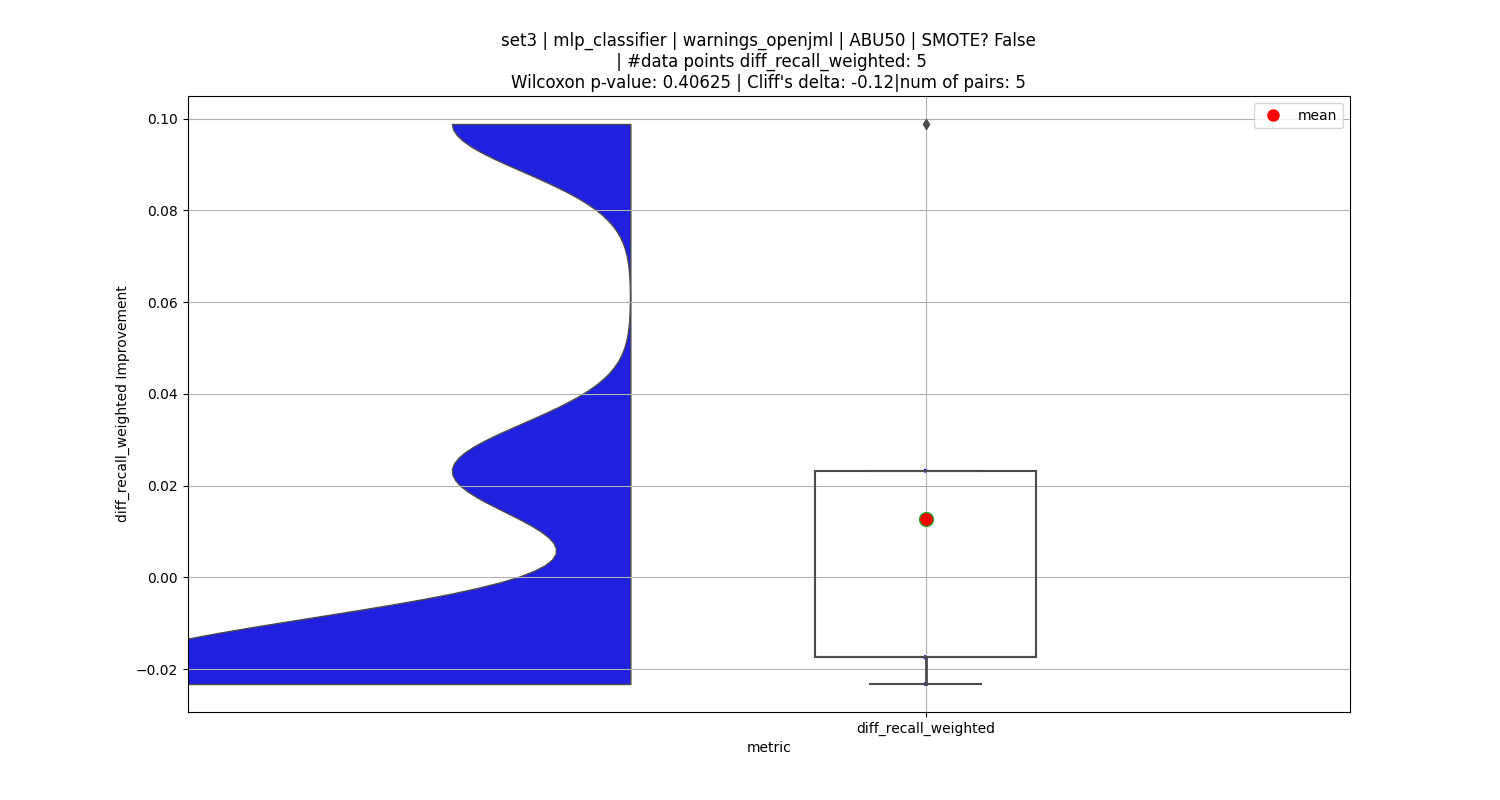 set3 | mlp_classifier | warnings_openjml | ABU50 | SMOTE? False
| #data points diff_recall_weighted: 5
Wilcoxon p-value: 0.40625 | Cliff's delta: -0.12|num of pairs: 5
mean
0.10
0.08
0.06
0.04
0.02
0.00
−0.02
diff_recall_weighted Improvement
diff_recall_weighted
metric